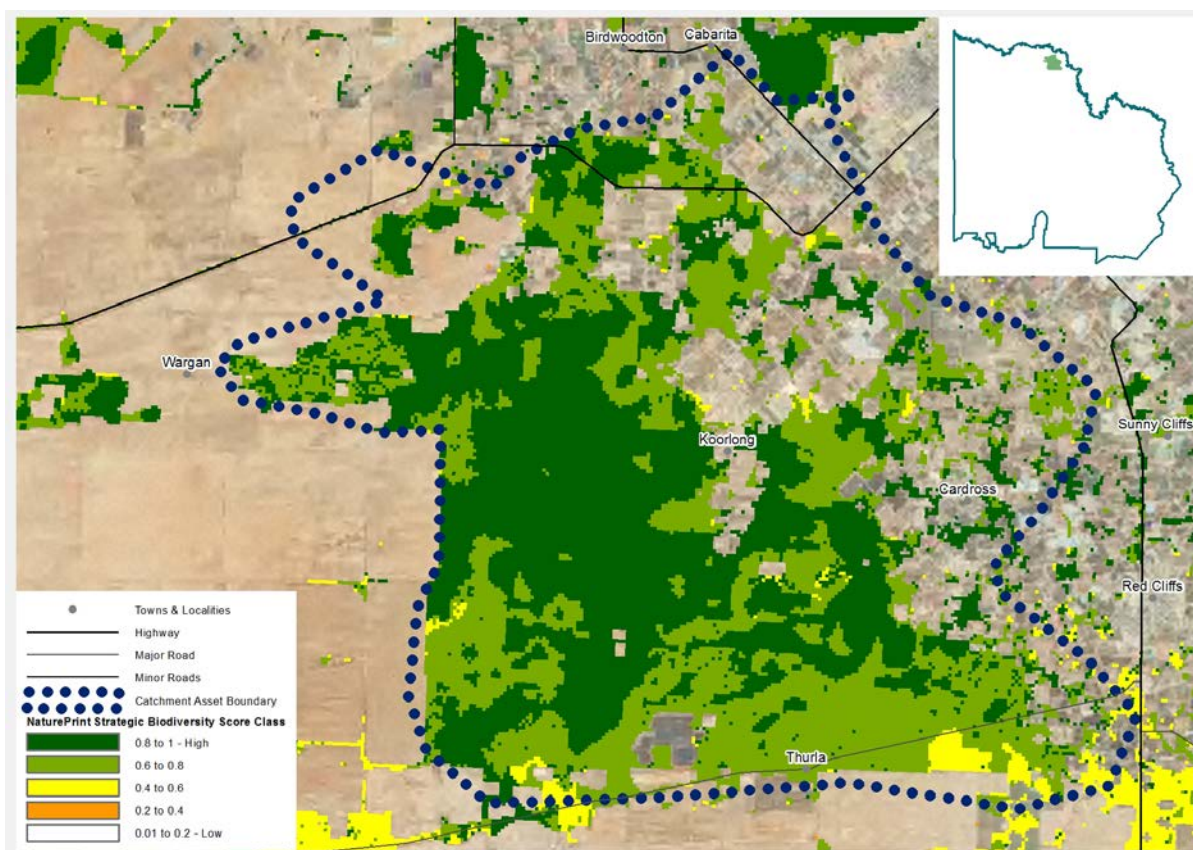 Birdwoodton
Cabarita
Wargan
Koorlong
Sunny Cliffs
Cardross
Red Cliffs
Thurla
Towns & Localities
Highway
Major Road
Minor Roads
Catchment Asset Boundary
NaturePrint Strategic Biodiversity Score Class
0.8 to 1 - High
0.6 to 0.8
0.4 to 0.6
0.2 to 0.4
0.01 to 0.2 - Low